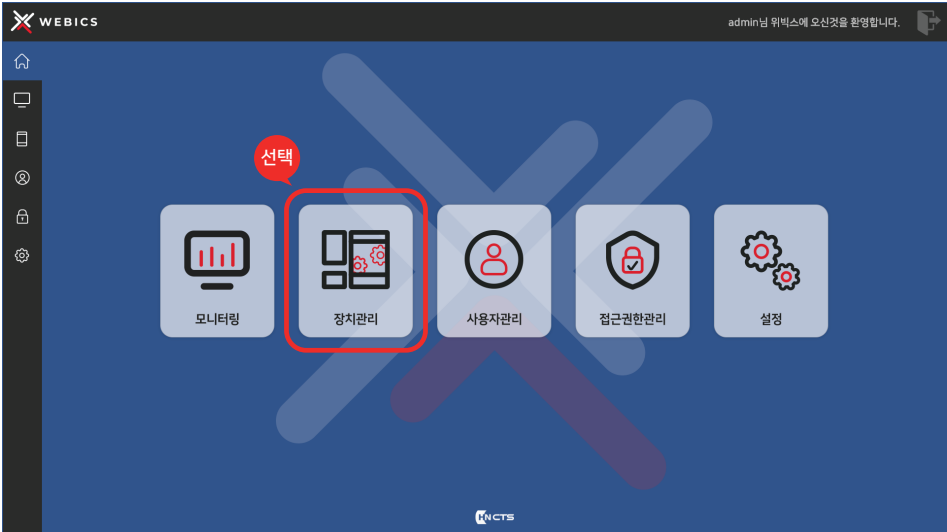 WEBICS
admin님 위빅스에 오신것을 환영합니다.
선택
모니터링
장치관리
사용자관리
접근권한관리
설정
HNCTS